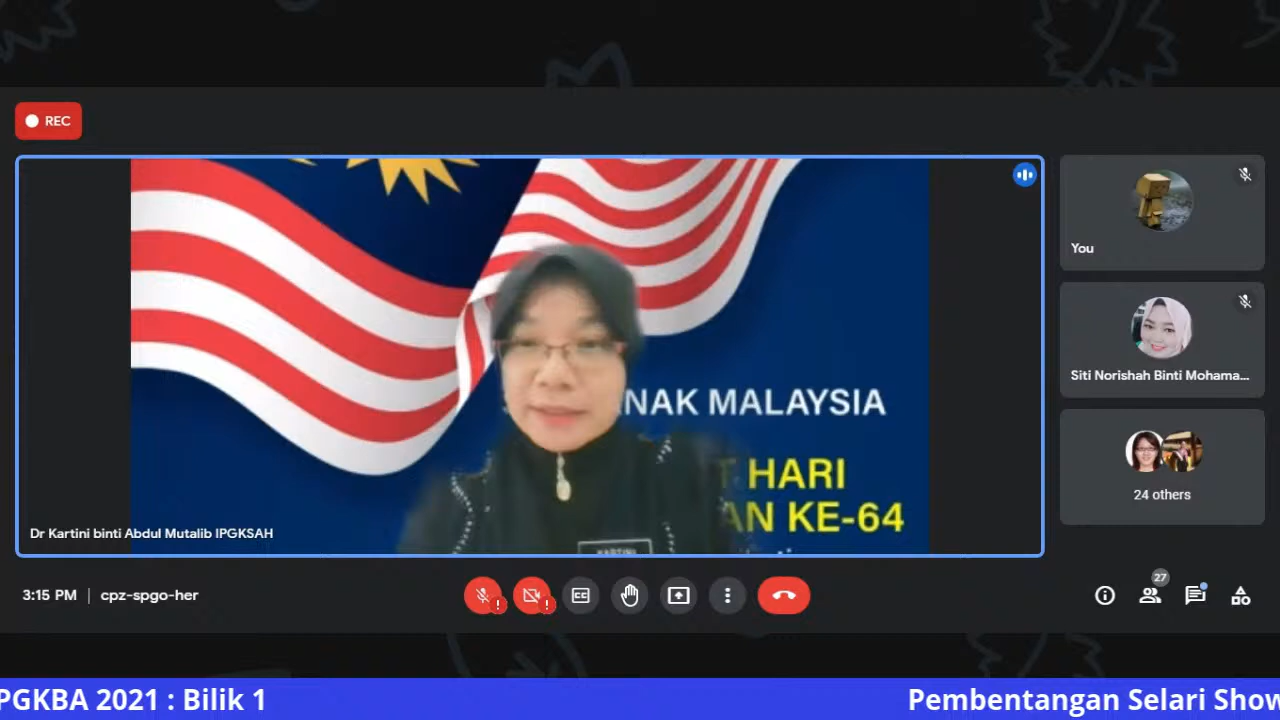 REC
NAK MALAYSIA
T HARI
AN KE-64
KARTINI
Dr Kartini binti Abdul Mutalib IPGKSAH
You
Siti Norishah Binti Mohama...
24 others
3:15 PM | cpz-spgo-her
27
PGKBA 2021 : Bilik 1
Pembentangan Selari Show